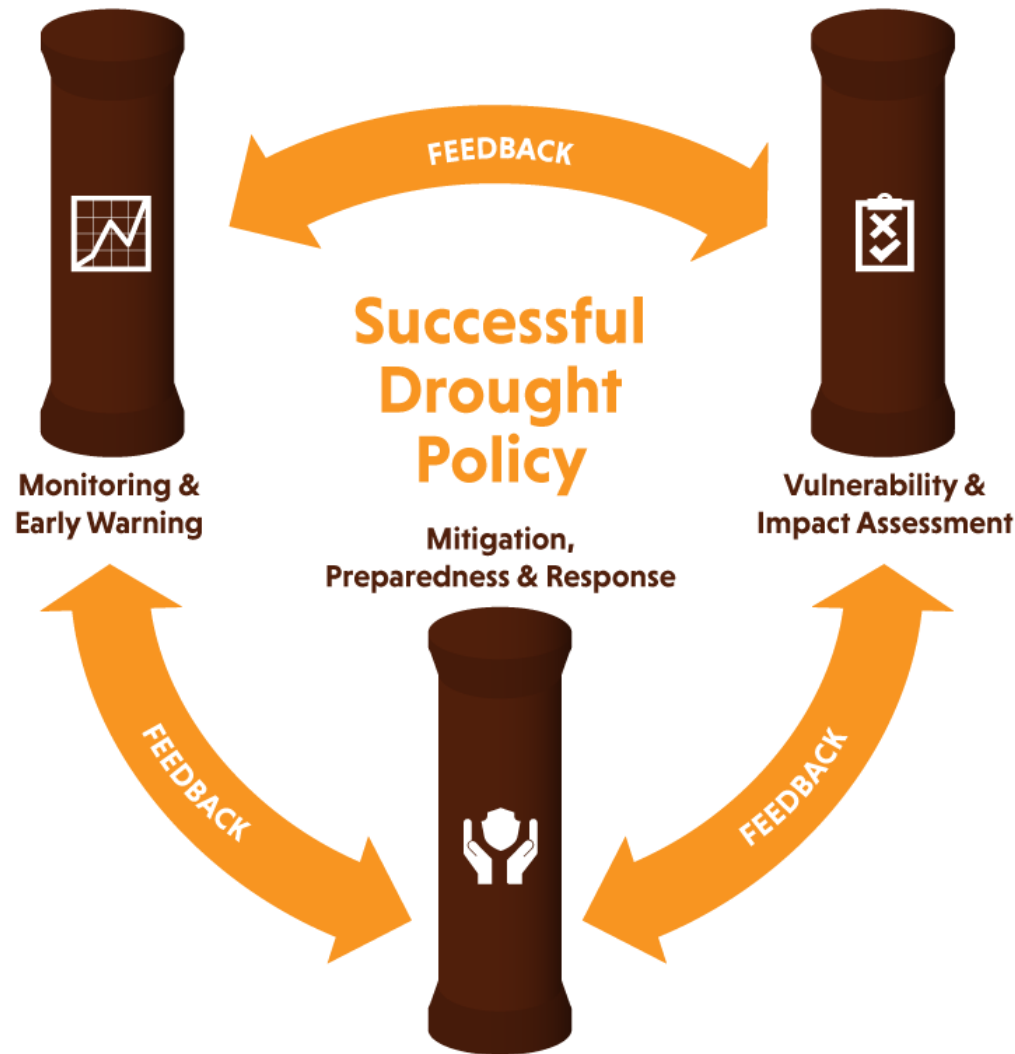 FEEDBACK
Successful
Drought
Policy
Monitoring &
Early Warning
Vulnerability &
Impact Assessment
Mitigation,
Preparedness & Response
FEEDBACK
FEEDBACK